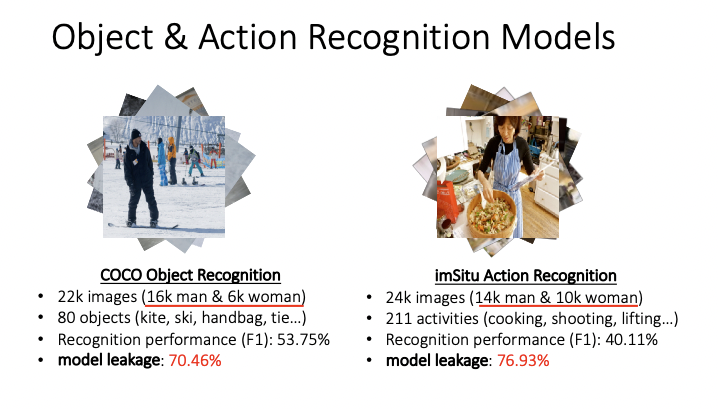 Object & Action Recognition Models
COCO Object Recognition
• 22k images (16k man & 6k woman)
• 80 objects (kite, ski, handbag, tie…)
• Recognition performance (F1): 53.75%
• model leakage: 70.46%
imSitu Action Recognition
• 24k images (14k man & 10k woman)
• 211 activities (cooking, shooting, lifting…)
• Recognition performance (F1): 40.11%
• model leakage: 76.93%